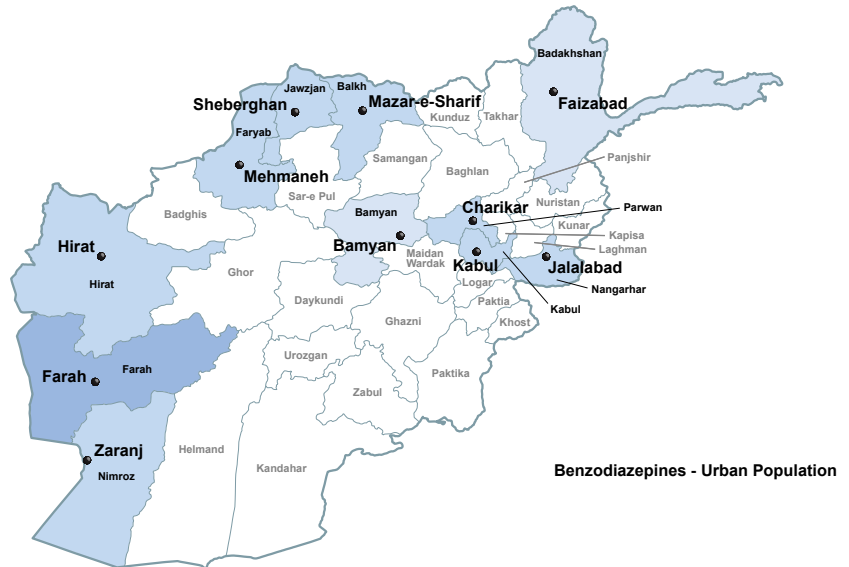 Badakhshan
Jawzjan
Balkh
Sheberghan
Mazar-e-Sharif
Faizabad
Kunduz
Takhar
Faryab
Samangan
Panjshir
Mehmaneh
Baghlan
Sar-e Pul
Nuristan
Badghis
Bamyan
Charikar
Parwan
Kunar
Kapisa
Hirat
Bamyan
Laghman
Maidan
Wardak
Kabul
Jalalabad
Ghor
Hirat
Logar
Nangarhar
Daykundi
Paktia
Kabul
Ghazni
Khost
Urozgan
Farah
Farah
Paktika
Zabul
Zaranj
Helmand
Kandahar
Nimroz
Benzodiazepines - Urban Population